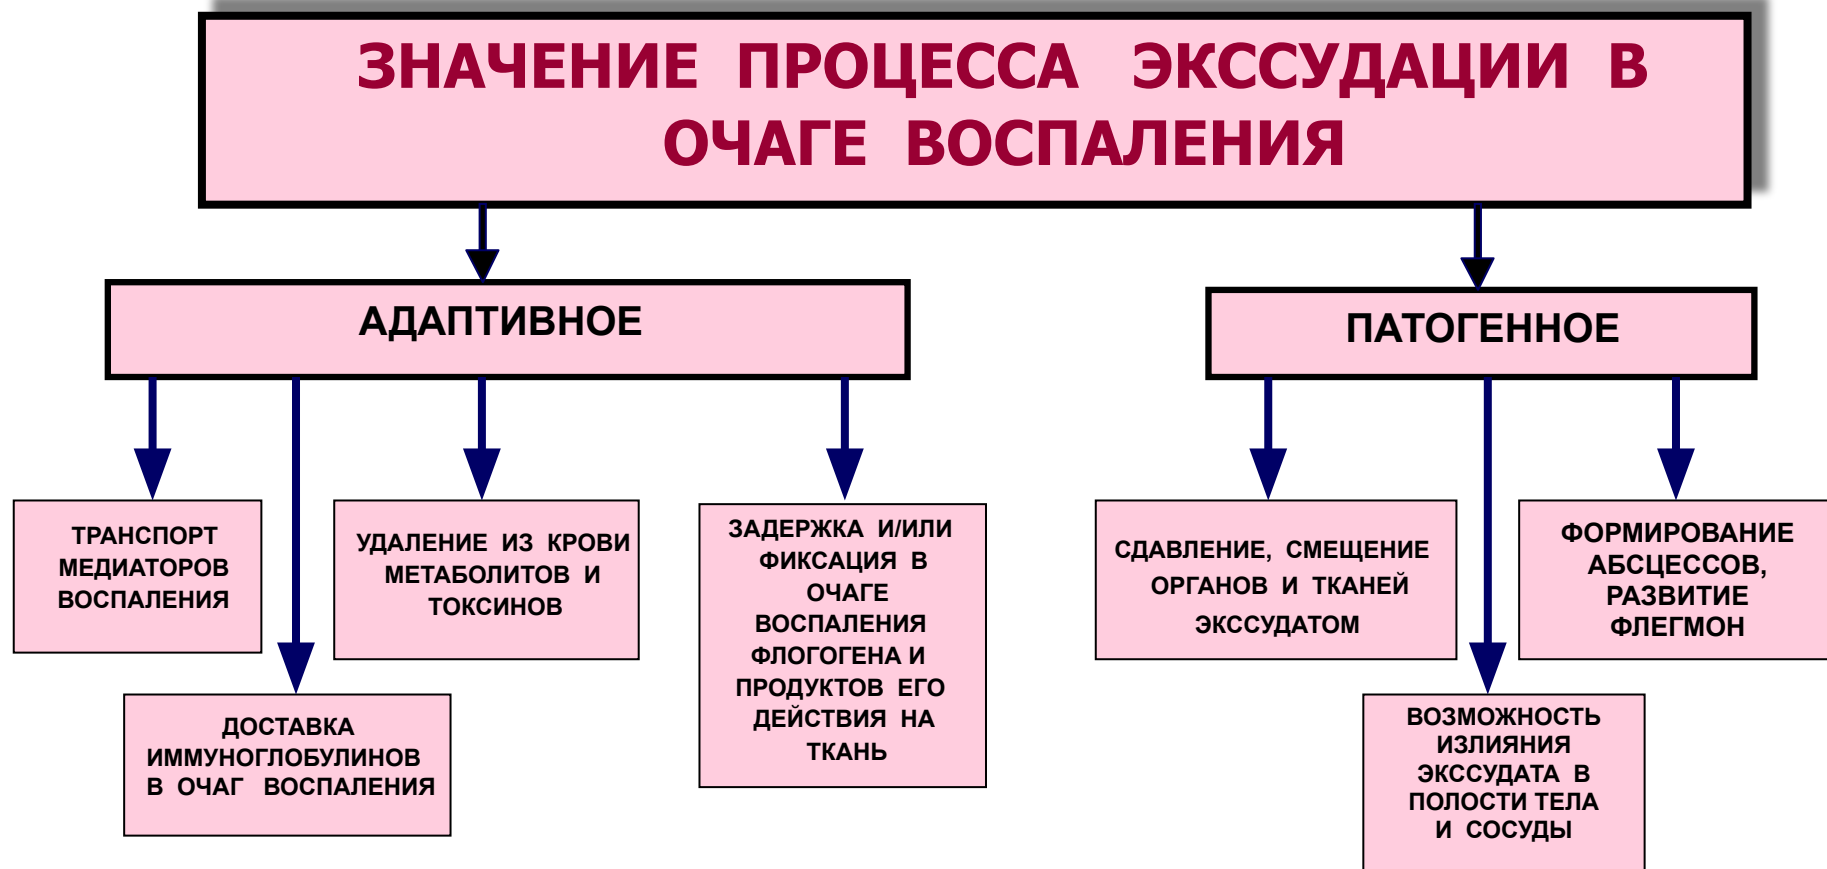 ЗНАЧЕНИЕ ПРОЦЕССА ЭКССУДАЦИИ В
ОЧАГЕ ВОСПАЛЕНИЯ
АДАПТИВНОЕ
ПАТОГЕННОЕ
ТРАНСПОРТ
МЕДИАТОРОВ
ВОСПАЛЕНИЯ
ДОСТАВКА
ИММУНОГЛОБУЛИНОВ
В ОЧАГ ВОСПАЛЕНИЯ
УДАЛЕНИЕ ИЗ КРОВИ
МЕТАБОЛИТОВ И
ТОКСИНОВ
ЗАДЕРЖКА И/ИЛИ
ФИКСАЦИЯ В
ОЧАГЕ
ВОСПАЛЕНИЯ
ФЛОГОГЕНА И
ПРОДУКТОВ ЕГО
ДЕЙСТВИЯ НА
ТКАНЬ
СДАВЛЕНИЕ, СМЕЩЕНИЕ
ОРГАНОВ И ТКАНЕЙ
ЭКССУДАТОМ
ВОЗМОЖНОСТЬ
ИЗЛИЯНИЯ
ЭКССУДАТА В
ПОЛОСТИ ТЕЛА
И СОСУДЫ
ФОРМИРОВАНИЕ
АБСЦЕССОВ,
РАЗВИТИЕ
ФЛЕГМОН